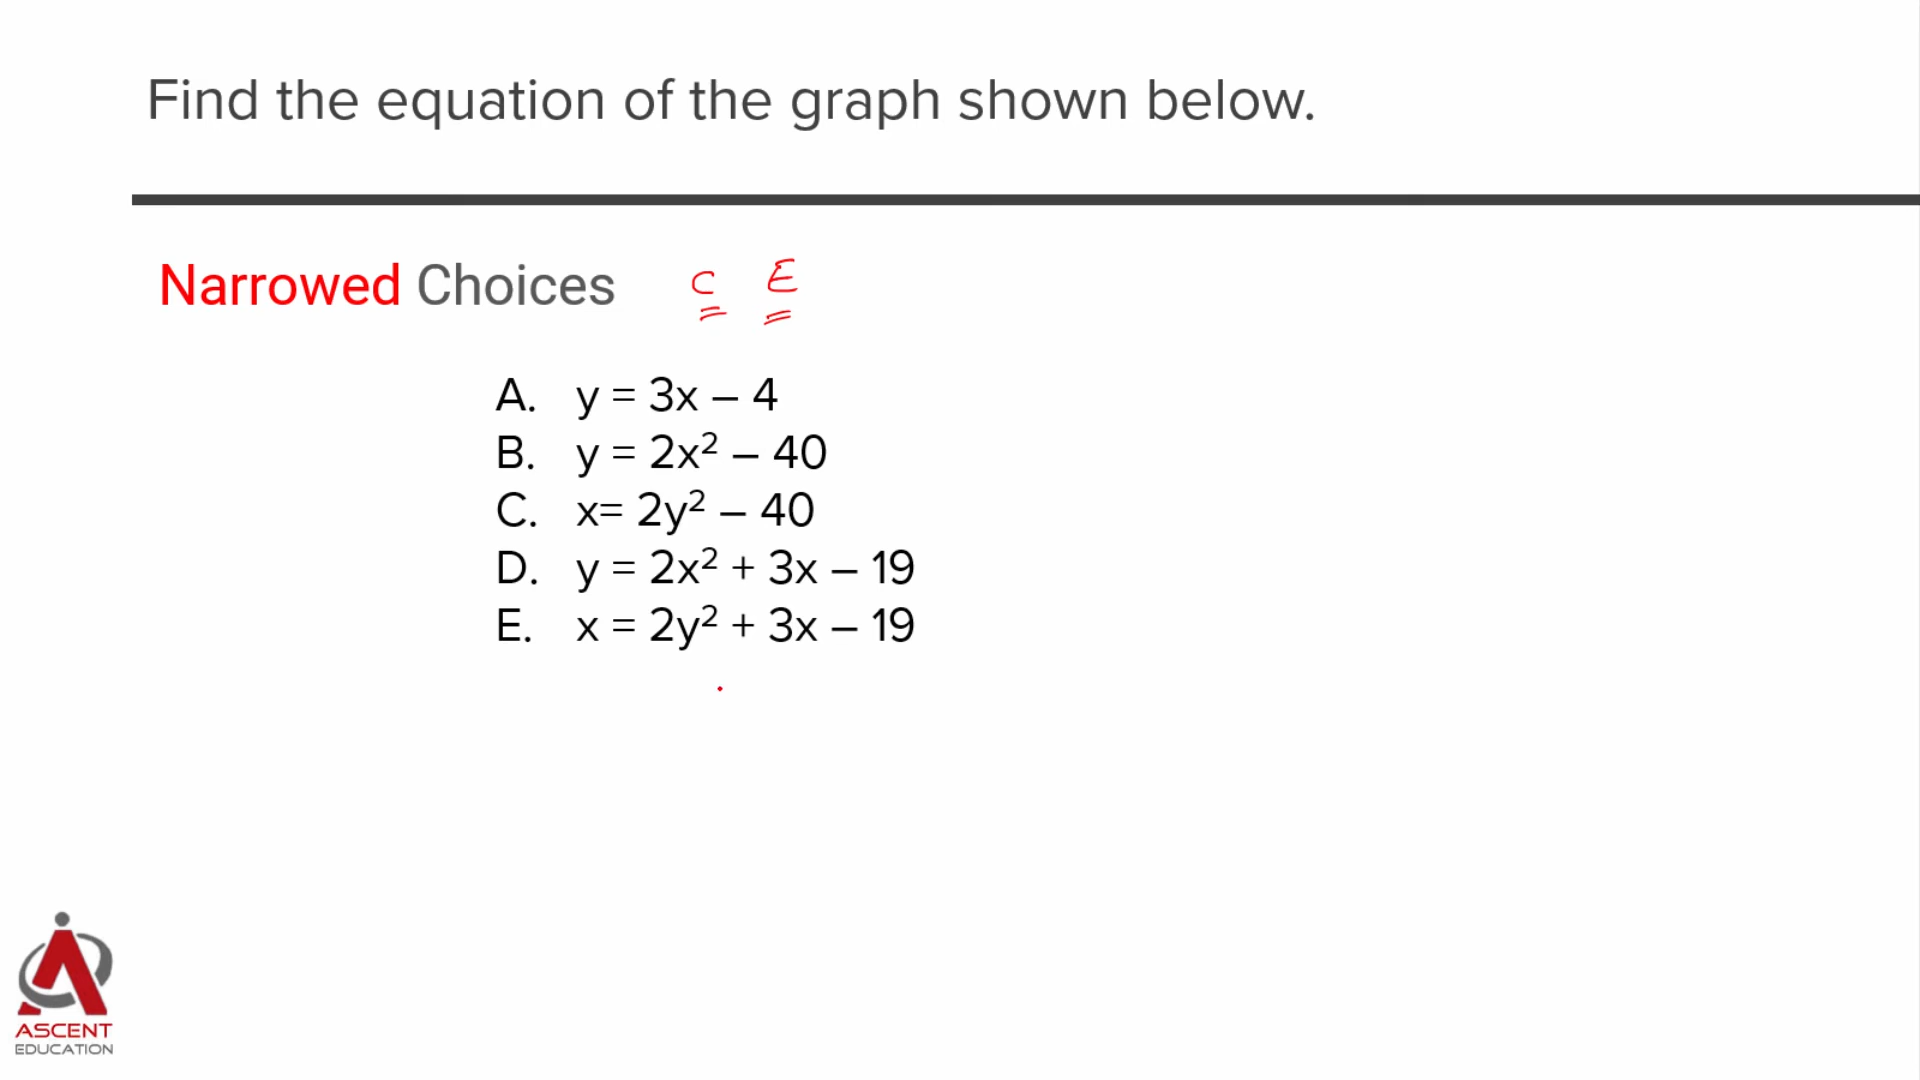 Find the equation of the graph shown below.
Narrowed Choices C E
A. y = 3x – 4
B. y = 2x² – 40
C. x= 2y² – 40
D. y = 2x² + 3x – 19
E. x = 2y² + 3x – 19
ASCENT
EDUCATION